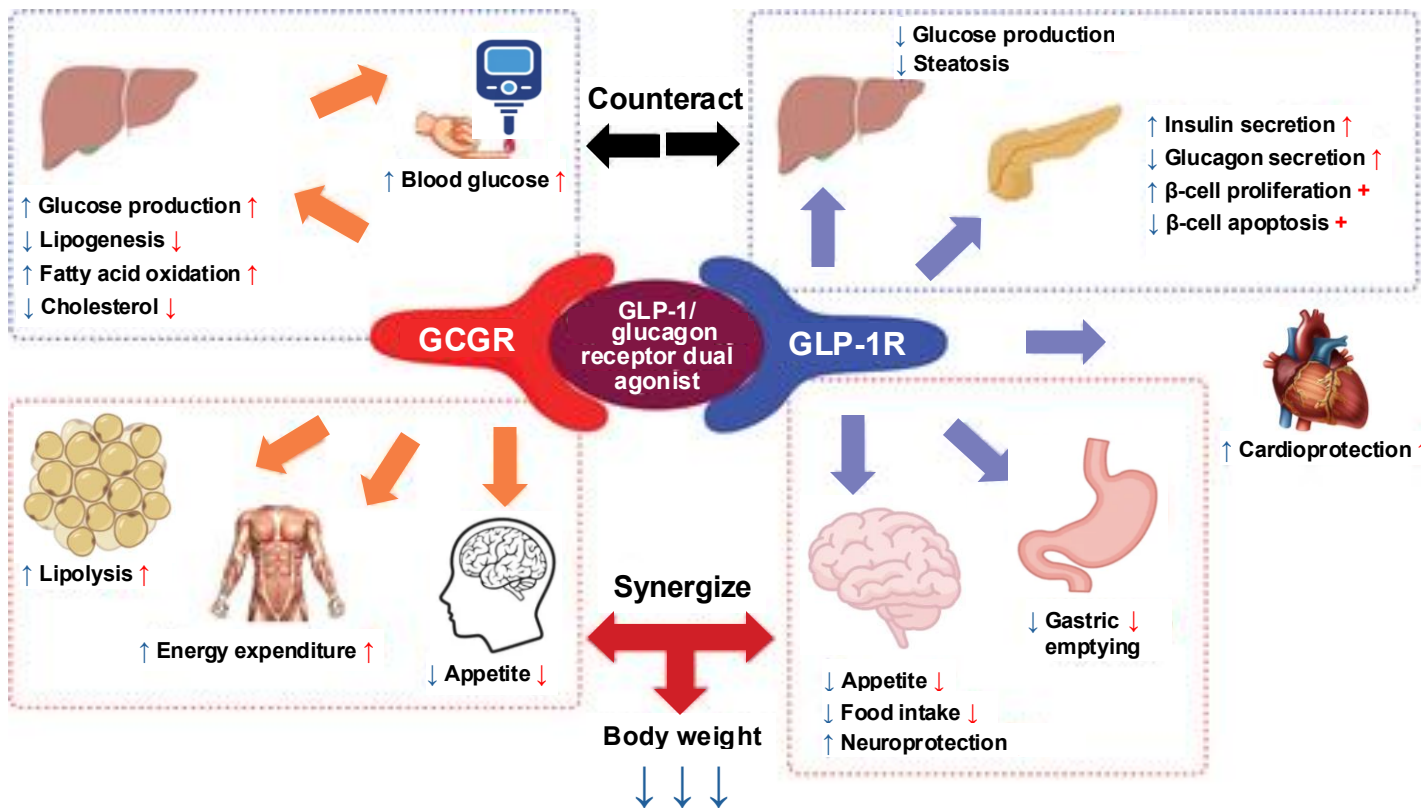 ↑ Blood glucose ↑
↑ Glucose production ↑
↓ Lipogenesis ↓
↑ Fatty acid oxidation ↑
↓ Cholesterol ↓
Counteract
↓ Glucose production
↓ Steatosis
↑ Insulin secretion ↑
↓ Glucagon secretion ↑
↑ β-cell proliferation +
↓ β-cell apoptosis +
GCGR
GLP-1/
glucagon
receptor dual
agonist
GLP-1R
↑ Cardioprotection ↑
↑ Lipolysis ↑
↑ Energy expenditure ↑
↓ Appetite ↓
Synergize
Body weight
↓ ↓ ↓
↓ Gastric ↓
emptying
↓ Appetite ↓
↓ Food intake ↓
↑ Neuroprotection